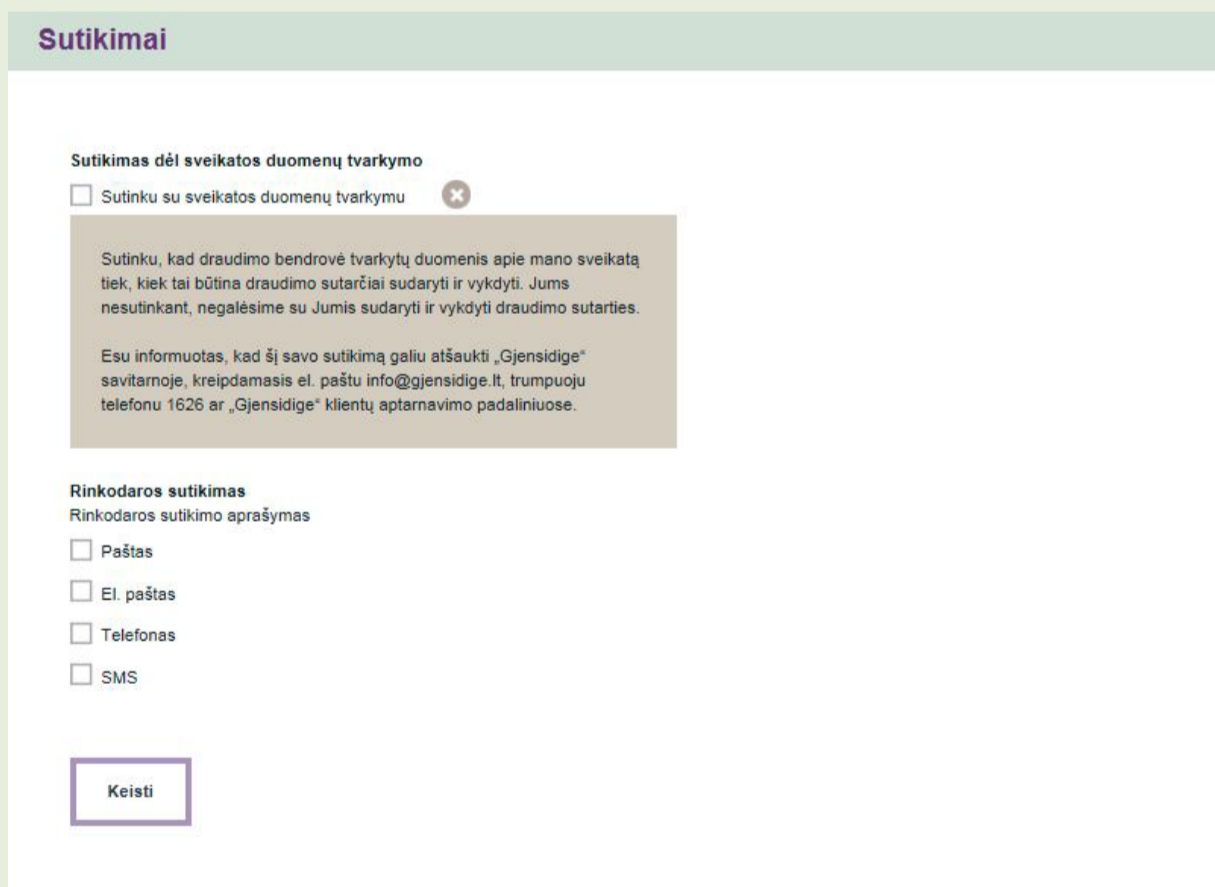 Sutikimai
Sutikimas dėl sveikatos duomenų tvarkymo
Sutinku su sveikatos duomenų tvarkymu
Sutinku, kad draudimo bendrovė tvarkytų duomenis apie mano sveikatą
tiek, kiek tai būtina draudimo sutarčiai sudaryti ir vykdyti. Jums
nesutinkant, negalėsime su Jumis sudaryti ir vykdyti draudimo sutarties.
Esu informuotas, kad šį savo sutikimą galiu atšaukti „Gjensidige“
savitarnoje, kreipdamasis el. paštu info@gjensidige.lt, trumpuoju
telefonu 1626 ar „Gjensidige“ klientų aptarnavimo padaliniuose.
Rinkodaros sutikimas
Rinkodaros sutikimo aprašymas
Paštas
El. paštas
Telefonas
SMS
Keisti